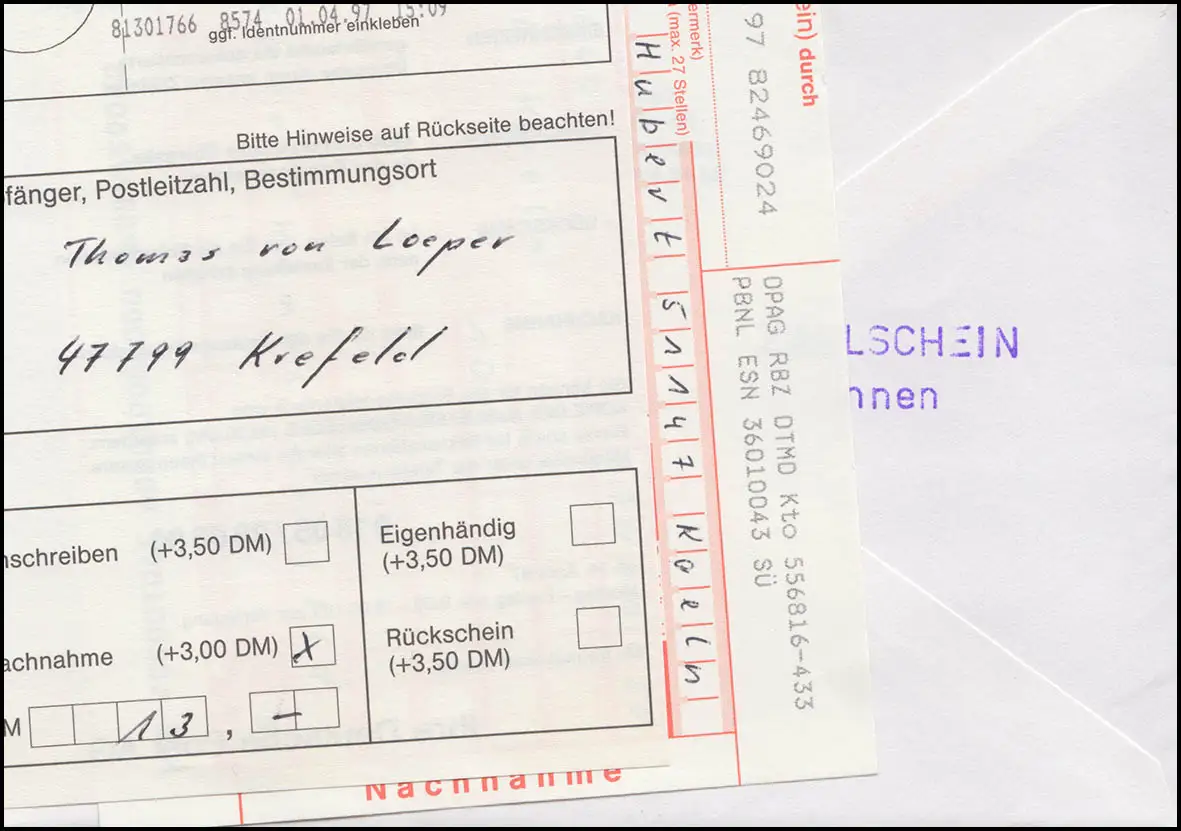 81301766 8574 01.04.97 15:09
ggf. Identnummer einkleben
Bitte Hinweise auf Rückseite beachten!
fänger, Postleitzahl, Bestimmungsort
Thomas von Loeper
47799 Krefeld
nschreiben (+3,50 DM)
achnahme (+3,00 DM) X
M 13,–
Eigenhändig
(+3,50 DM)
Rückschein
(+3,50 DM)
ermerk)
(max. 27 Stellen)
Hubert 51147 Koeln
ein) durch
97 82469024
DPAG RBZ DTMD Kto 556816-433
PBNL ESN 36010043 SÜ
LSCHEIN
nnen
Nachnahme